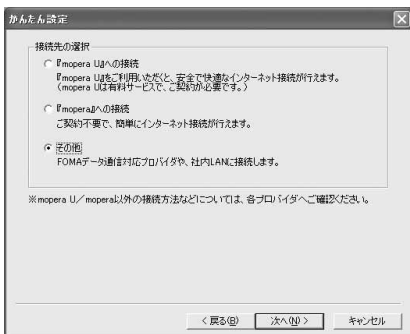 かんたん設定
接続先の選択
『mopera U』への接続
『mopera U』をご利用いただくと、安全で快適なインターネット接続が行えます。
(mopera Uは有料サービスで、ご契約が必要です。)
『mopera』への接続
ご契約不要で、簡単にインターネット接続が行えます。
その他
FOMAデータ通信対応プロバイダや、社内LANに接続します。
※mopera U／mopera以外の接続方法などについては、各プロバイダへご確認ください。
< 戻る(B)
次へ(N) >
キャンセル